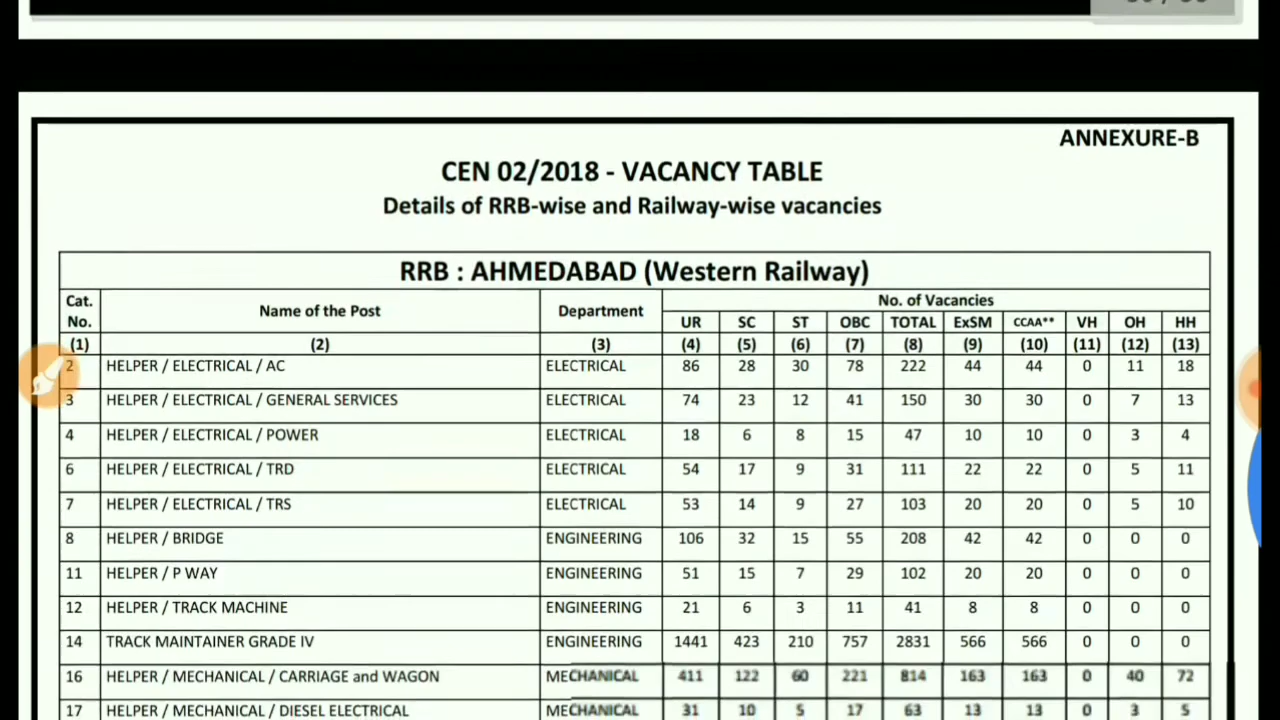 ANNEXURE-B
CEN 02/2018 - VACANCY TABLE
Details of RRB-wise and Railway-wise vacancies
RRB : AHMEDABAD (Western Railway)
Cat. No. Name of the Post Department No. of Vacancies
UR SC ST OBC TOTAL ExSM CCAA** VH OH HH
(1) (2) (3) (4) (5) (6) (7) (8) (9) (10) (11) (12) (13)
2 HELPER / ELECTRICAL / AC ELECTRICAL 86 28 30 78 222 44 44 0 11 18
3 HELPER / ELECTRICAL / GENERAL SERVICES ELECTRICAL 74 23 12 41 150 30 30 0 7 13
4 HELPER / ELECTRICAL / POWER ELECTRICAL 18 6 8 15 47 10 10 0 3 4
6 HELPER / ELECTRICAL / TRD ELECTRICAL 54 17 9 31 111 22 22 0 5 11
7 HELPER / ELECTRICAL / TRS ELECTRICAL 53 14 9 27 103 20 20 0 5 10
8 HELPER / BRIDGE ENGINEERING 106 32 15 55 208 42 42 0 0 0
11 HELPER / P WAY ENGINEERING 51 15 7 29 102 20 20 0 0 0
12 HELPER / TRACK MACHINE ENGINEERING 21 6 3 11 41 8 8 0 0 0
14 TRACK MAINTAINER GRADE IV ENGINEERING 1441 423 210 757 2831 566 566 0 0 0
16 HELPER / MECHANICAL / CARRIAGE and WAGON MECHANICAL 411 122 60 221 814 163 163 0 40 72
17 HELPER / MECHANICAL / DIESEL ELECTRICAL MECHANICAL 31 10 5 17 63 13 13 0 3 5